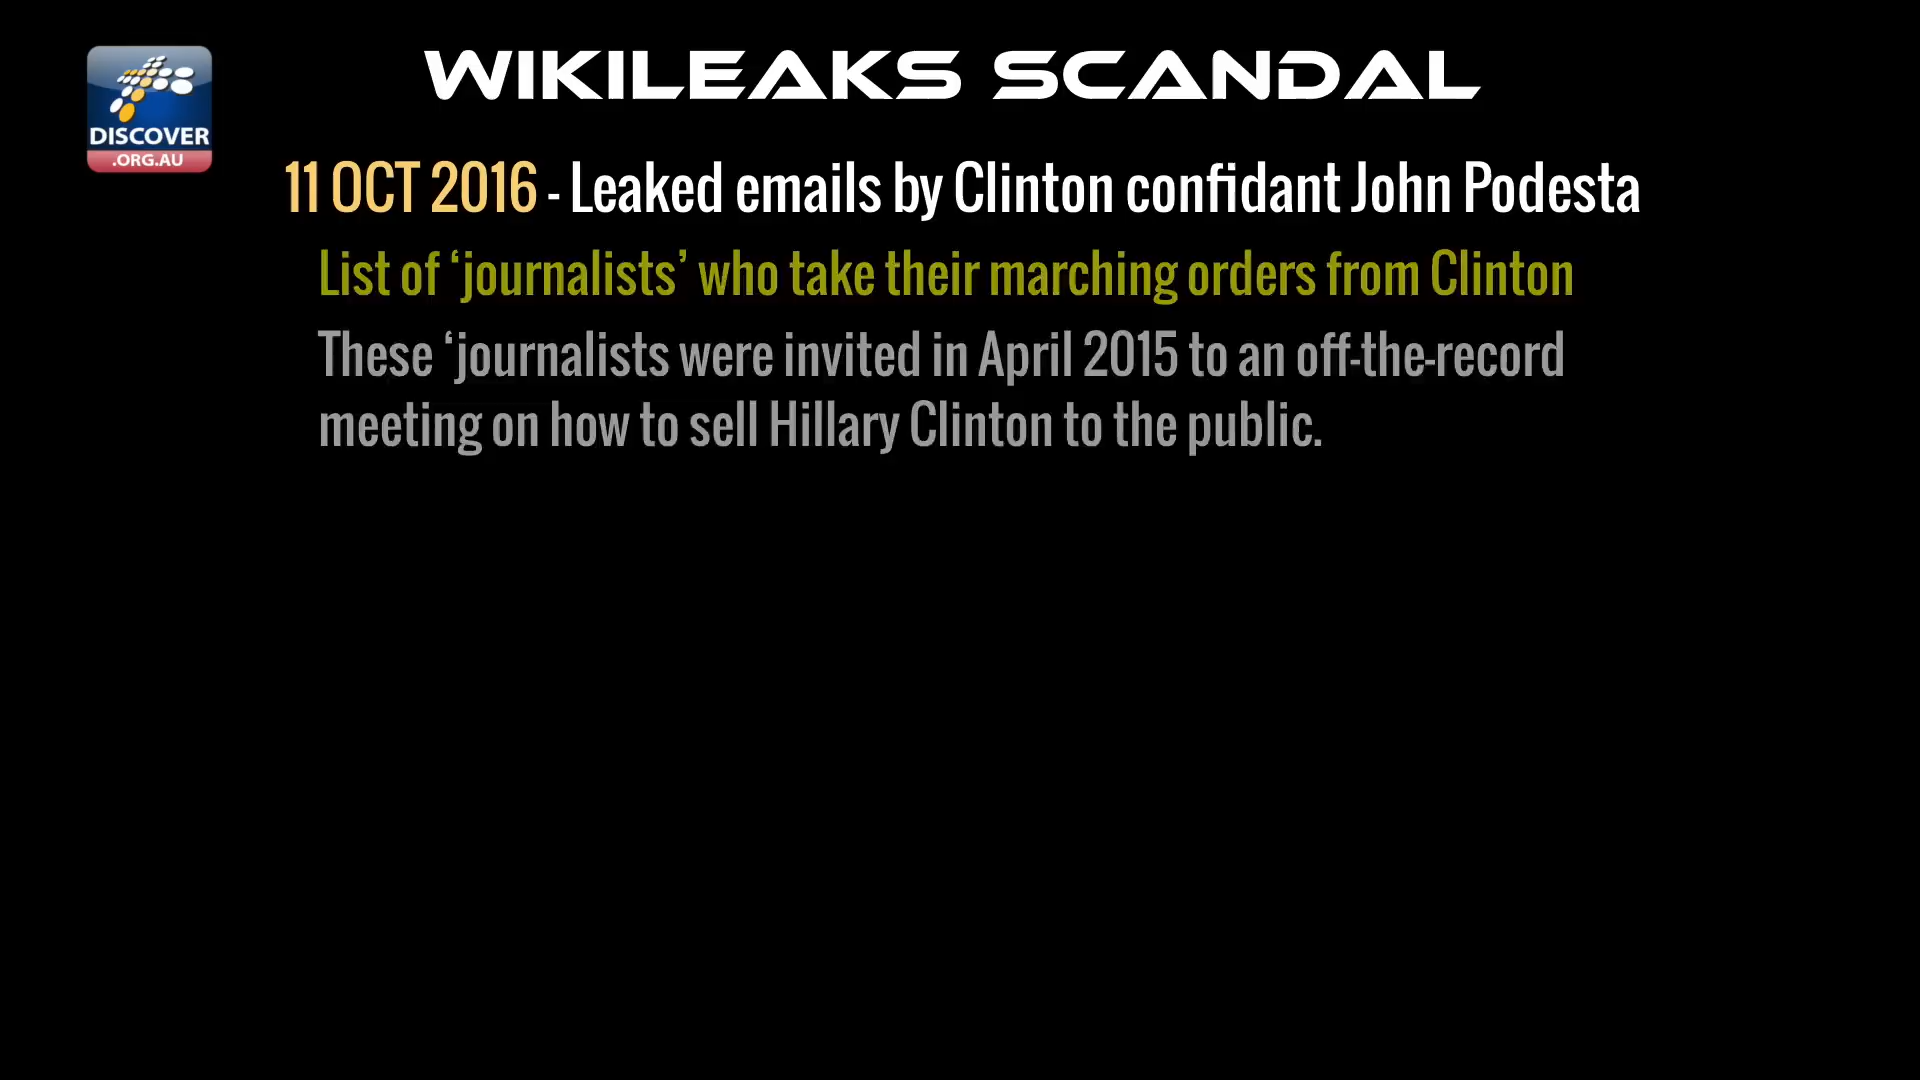 WIKILEAKS SCANDAL
DISCOVER
.ORG.AU
11 OCT 2016 - Leaked emails by Clinton confidant John Podesta
List of ‘journalists’ who take their marching orders from Clinton
These ‘journalists were invited in April 2015 to an off-the-record
meeting on how to sell Hillary Clinton to the public.